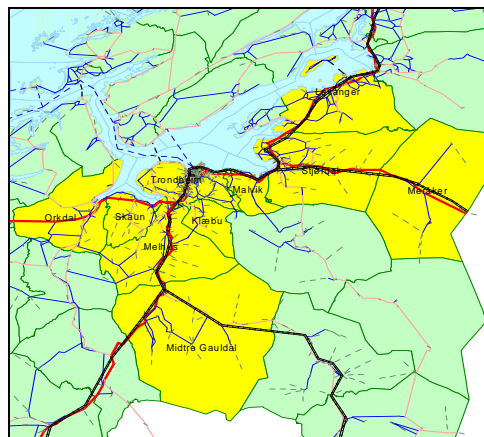 Levanger
Stjørdal
Trondheim
Malvik
Meråker
Orkdal
Skaun
Klæbu
Melhus
Midtre Gauldal